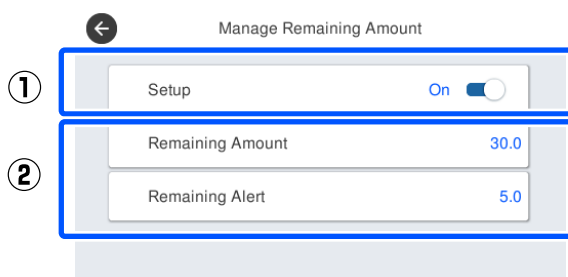 Manage Remaining Amount
①
Setup On
②
Remaining Amount 30.0
Remaining Alert 5.0